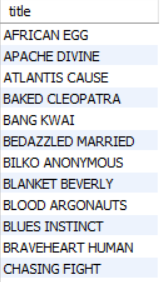 title
AFRICAN EGG
APACHE DIVINE
ATLANTIS CAUSE
BAKED CLEOPATRA
BANG KWAI
BEDAZZLED MARRIED
BILKO ANONYMOUS
BLANKET BEVERLY
BLOOD ARGONAUTS
BLUES INSTINCT
BRAVEHEART HUMAN
CHASING FIGHT